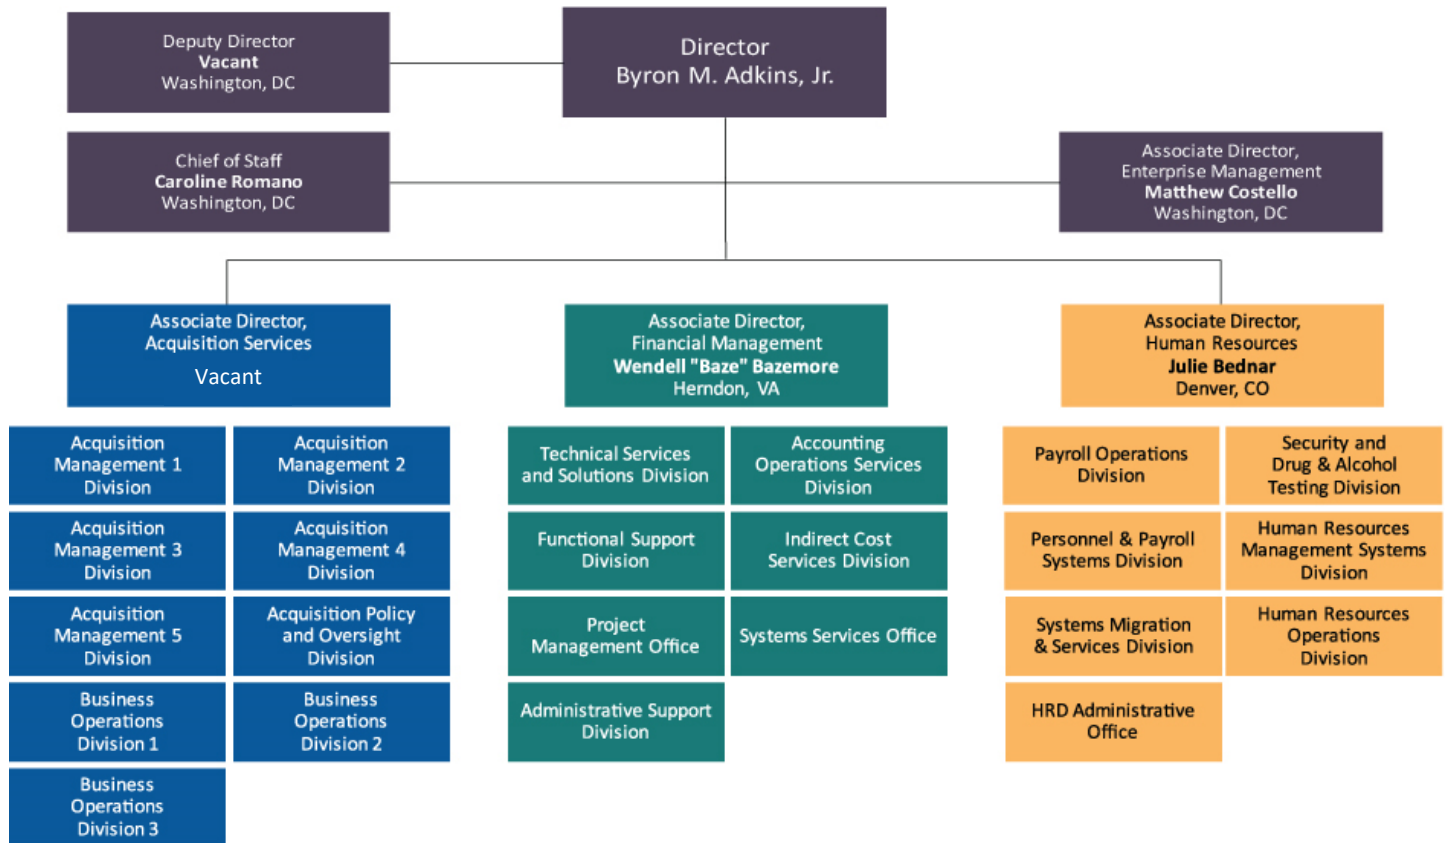 Deputy Director
Vacant
Washington, DC
Director
Byron M. Adkins, Jr.
Chief of Staff
Caroline Romano
Washington, DC
Associate Director,
Enterprise Management
Matthew Costello
Washington, DC
Associate Director,
Acquisition Services
Vacant
Associate Director,
Financial Management
Wendell "Baze" Bazemore
Herndon, VA
Associate Director,
Human Resources
Julie Bednar
Denver, CO
Acquisition
Management 1
Division
Acquisition
Management 2
Division
Acquisition
Management 3
Division
Acquisition
Management 4
Division
Acquisition
Management 5
Division
Acquisition Policy
and Oversight
Division
Business
Operations
Division 1
Business
Operations
Division 2
Business
Operations
Division 3
Technical Services
and Solutions Division
Accounting
Operations Services
Division
Functional Support
Division
Indirect Cost
Services Division
Project
Management Office
Systems Services Office
Administrative Support
Division
Payroll Operations
Division
Security and
Drug & Alcohol
Testing Division
Personnel & Payroll
Systems Division
Human Resources
Management Systems
Division
Systems Migration
& Services Division
Human Resources
Operations
Division
HRD Administrative
Office